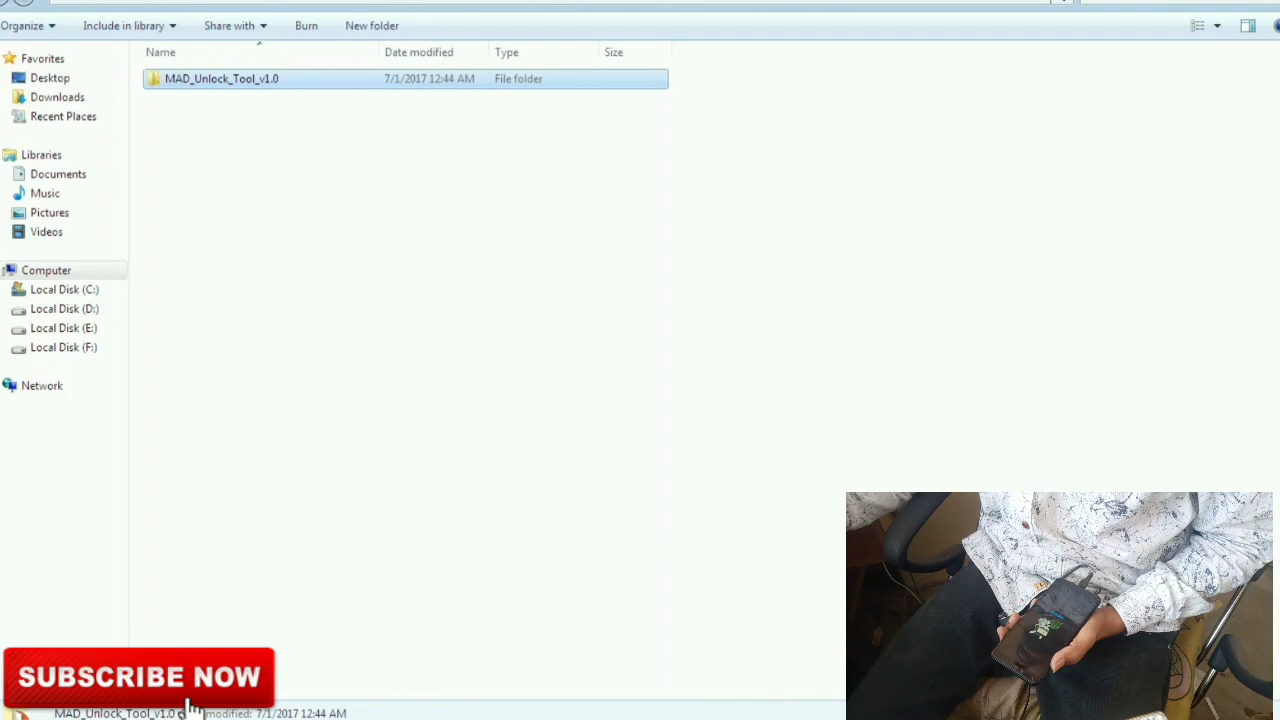 Organize Include in library Share with Burn New folder
Name Date modified Type Size
MAD_Unlock_Tool_v1.0 7/1/2017 12:44 AM File folder
Favorites
Desktop
Downloads
Recent Places
Libraries
Documents
Music
Pictures
Videos
Computer
Local Disk (C:)
Local Disk (D:)
Local Disk (E:)
Local Disk (F:)
Network
SUBSCRIBE NOW
MAD_Unlock_Tool_v1.0 modified: 7/1/2017 12:44 AM